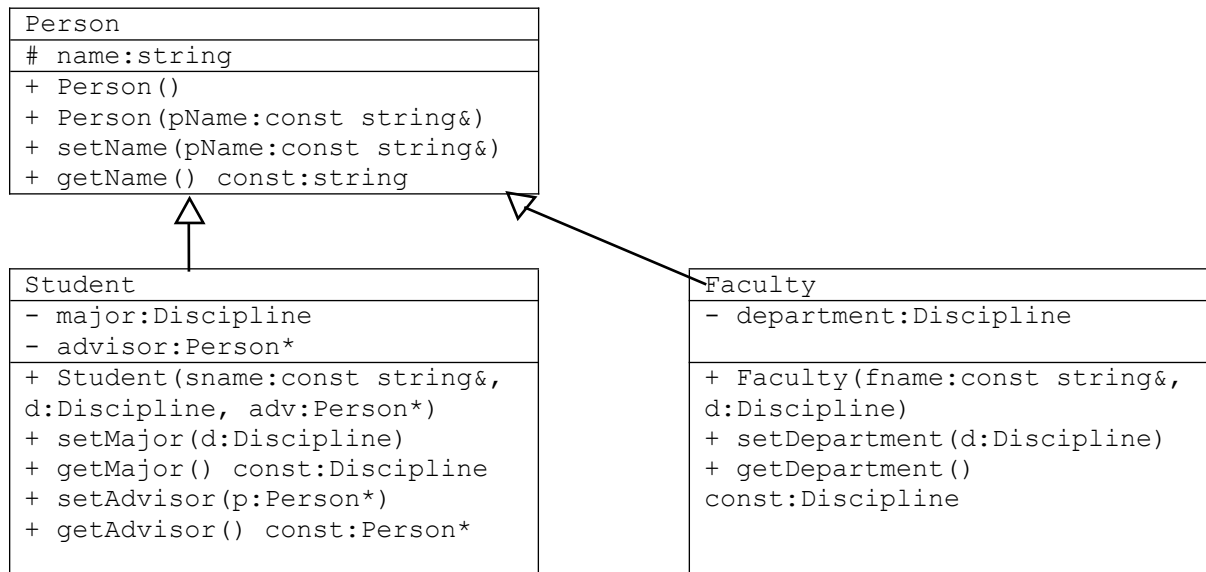 Person
# name:string
+ Person()
+ Person(pName:const string&)
+ setName(pName:const string&)
+ getName() const:string
Student
- major:Discipline
- advisor:Person*
+ Student(sname:const string&,
d:Discipline, adv:Person*)
+ setMajor(d:Discipline)
+ getMajor() const:Discipline
+ setAdvisor(p:Person*)
+ getAdvisor() const:Person*
Faculty
- department:Discipline
+ Faculty(fname:const string&,
d:Discipline)
+ setDepartment(d:Discipline)
+ getDepartment()
const:Discipline